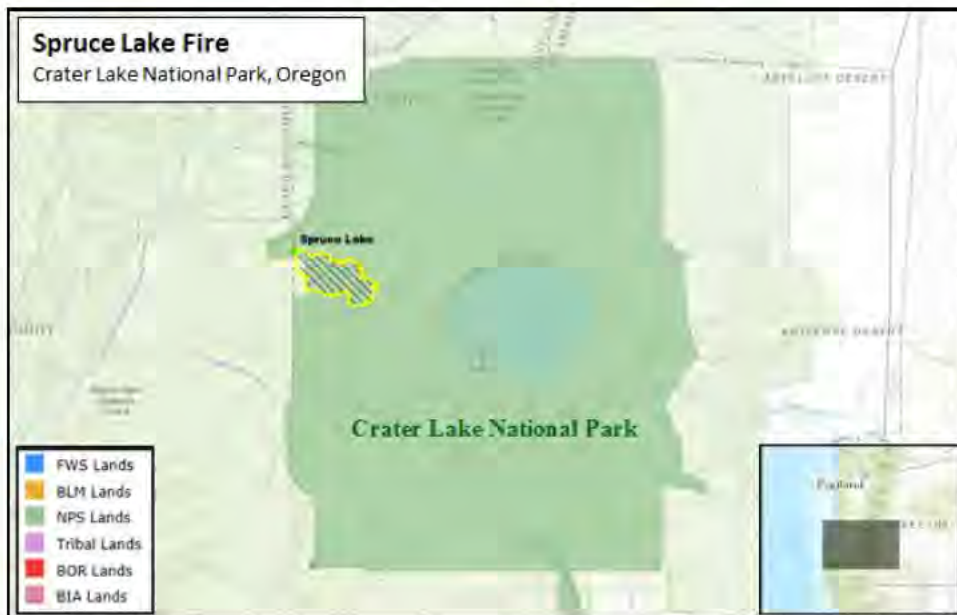 Spruce Lake Fire
Crater Lake National Park, Oregon
Spruce Lake
Crater Lake National Park
FWS Lands
BLM Lands
NPS Lands
Tribal Lands
BOR Lands
BIA Lands
Portland